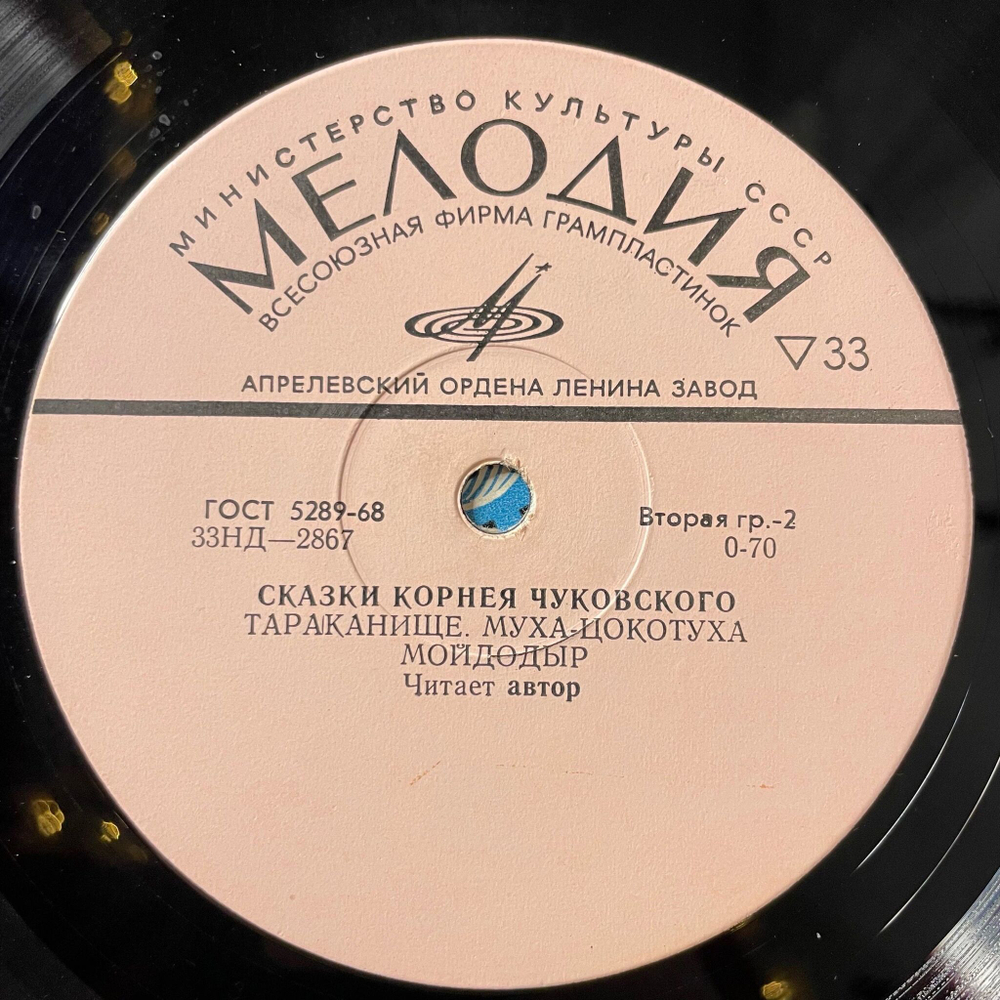 МИНИСТЕРСТВО КУЛЬТУРЫ СССР
МЕЛОДИЯ
ВСЕСОЮЗНАЯ ФИРМА ГРАМПЛАСТИНОК
▽33
АПРЕЛЕВСКИЙ ОРДЕНА ЛЕНИНА ЗАВОД
ГОСТ 5289-68
Вторая гр.-2
33НД—2867
0-70
СКАЗКИ КОРНЕЯ ЧУКОВСКОГО
ТАРАКАНИЩЕ. МУХА-ЦОКОТУХА
МОЙДОДЫР
Читает автор